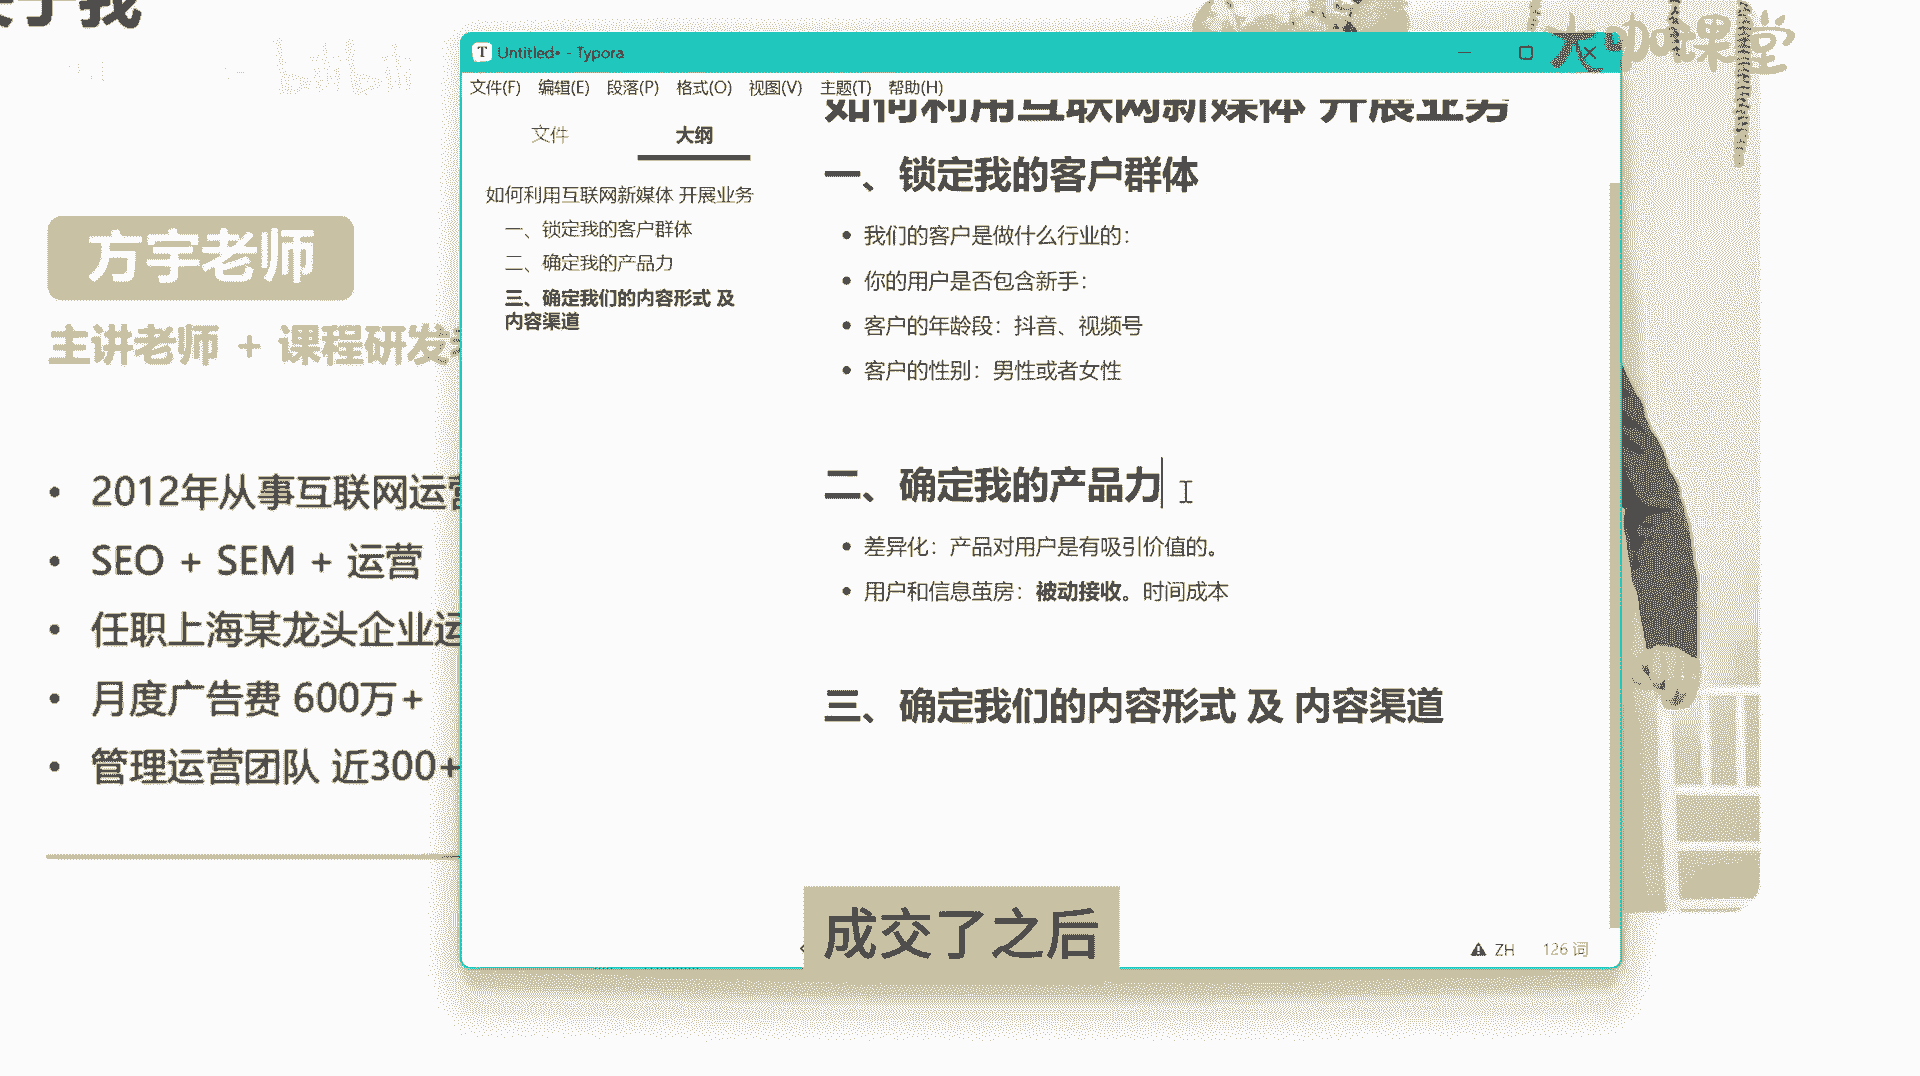 关于我
bilibili
大咖课堂
Untitled• - Typora
文件(F) 编辑(E) 段落(P) 格式(O) 视图(V) 主题(T) 帮助(H)
文件 大纲
如何利用互联网新媒体 开展业务
一、锁定我的客户群体
二、确定我的产品力
三、确定我们的内容形式 及
内容渠道
如何利用互联网新媒体 开展业务
一、锁定我的客户群体
我们的客户是做什么行业的：
你的用户是否包含新手：
客户的年龄段：抖音、视频号
客户的性别：男性或者女性
二、确定我的产品力
差异化：产品对用户是有吸引价值的。
用户和信息茧房：被动接收。时间成本
三、确定我们的内容形式 及 内容渠道
ZH 126 词
方宇老师
主讲老师 + 课程研发
2012年从事互联网运营
SEO + SEM + 运营
任职上海某龙头企业运
月度广告费 600万+
管理运营团队 近300+
成交了之后